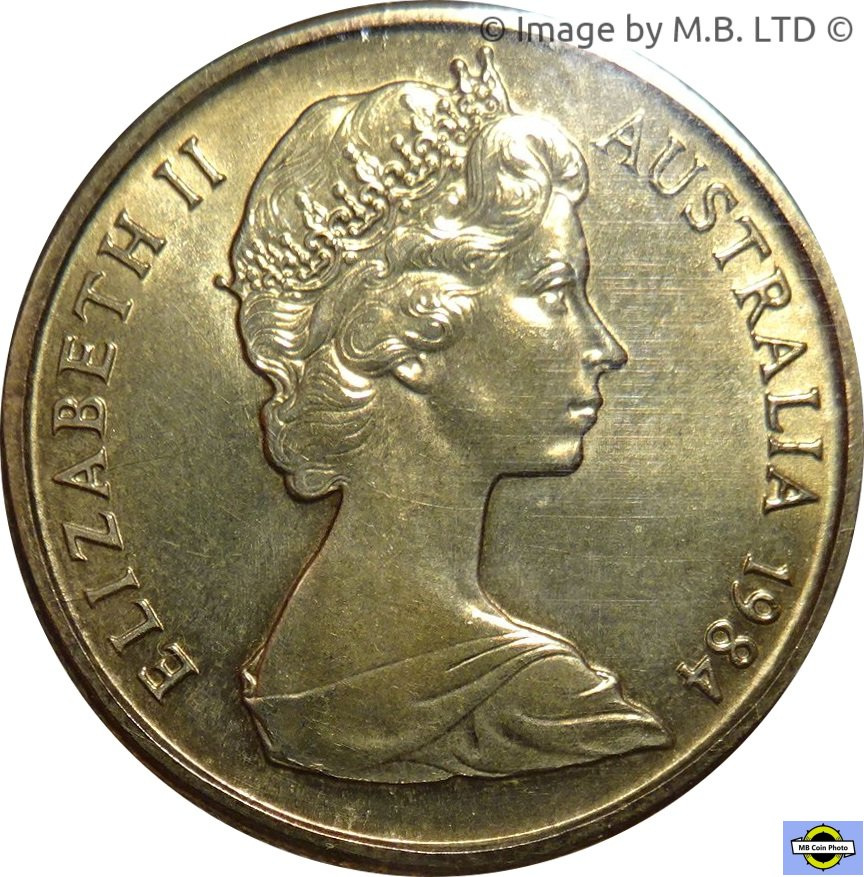 © Image by M.B. LTD ©
ELIZABETH II
AUSTRALIA 1984
MB Coin Photo